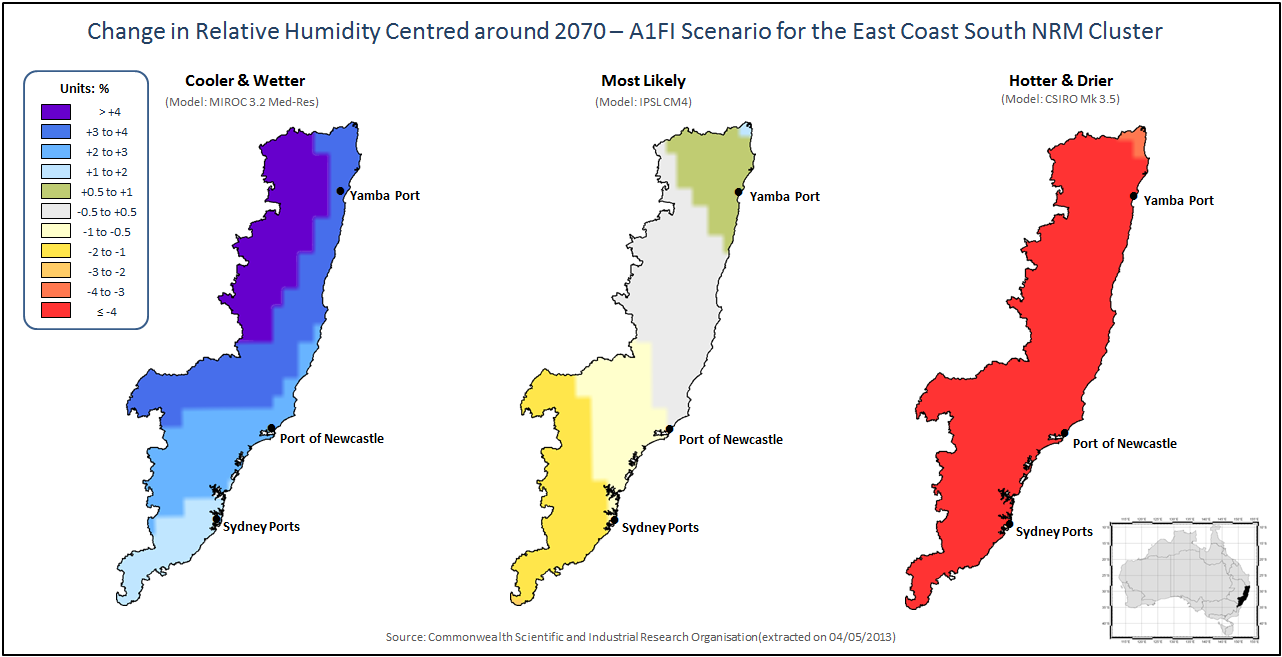 Change in Relative Humidity Centred around 2070 – A1FI Scenario for the East Coast South NRM Cluster
Units: %
> +4
+3 to +4
+2 to +3
+1 to +2
+0.5 to +1
-0.5 to +0.5
-1 to -0.5
-2 to -1
-3 to -2
-4 to -3
≤ -4
Cooler & Wetter
(Model: MIROC 3.2 Med-Res)
Yamba Port
Port of Newcastle
Sydney Ports
Most Likely
(Model: IPSL CM4)
Yamba Port
Port of Newcastle
Sydney Ports
Hotter & Drier
(Model: CSIRO Mk 3.5)
Yamba Port
Port of Newcastle
Sydney Ports
Source: Commonwealth Scientific and Industrial Research Organisation(extracted on 04/05/2013)